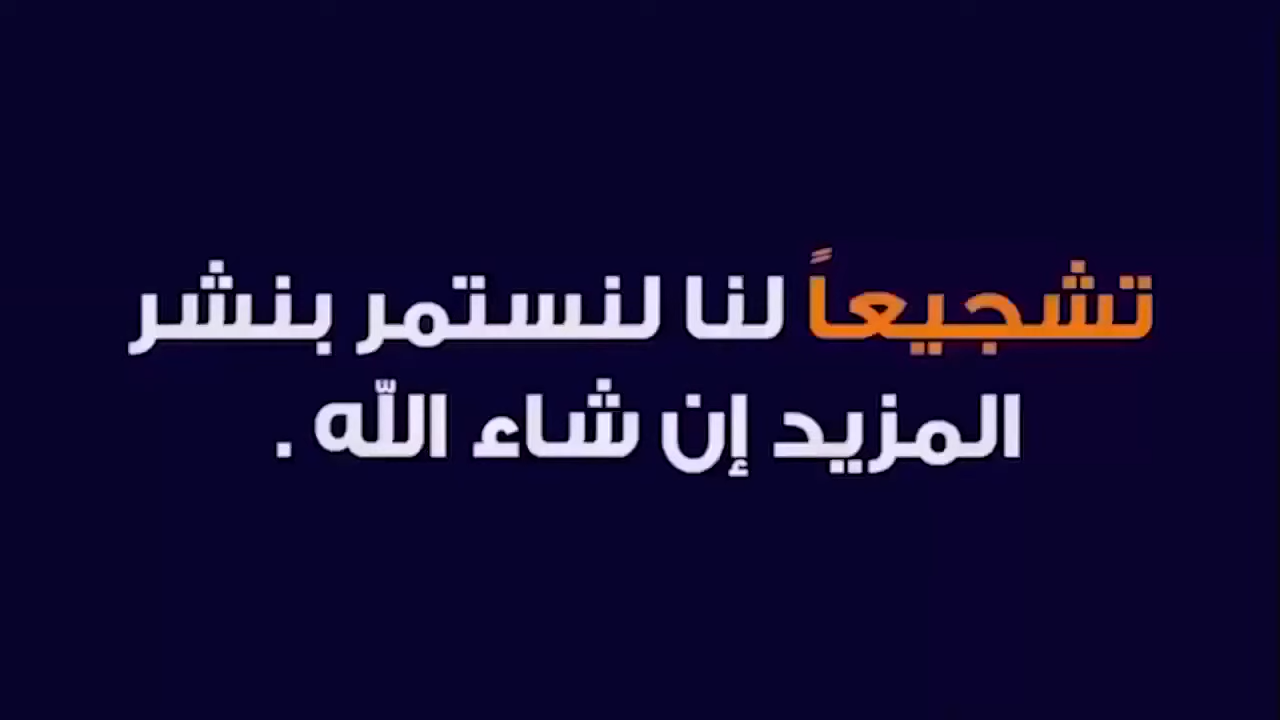 تشجيعاً لنا لنستمر بنشر
المزيد إن شاء اللّه .